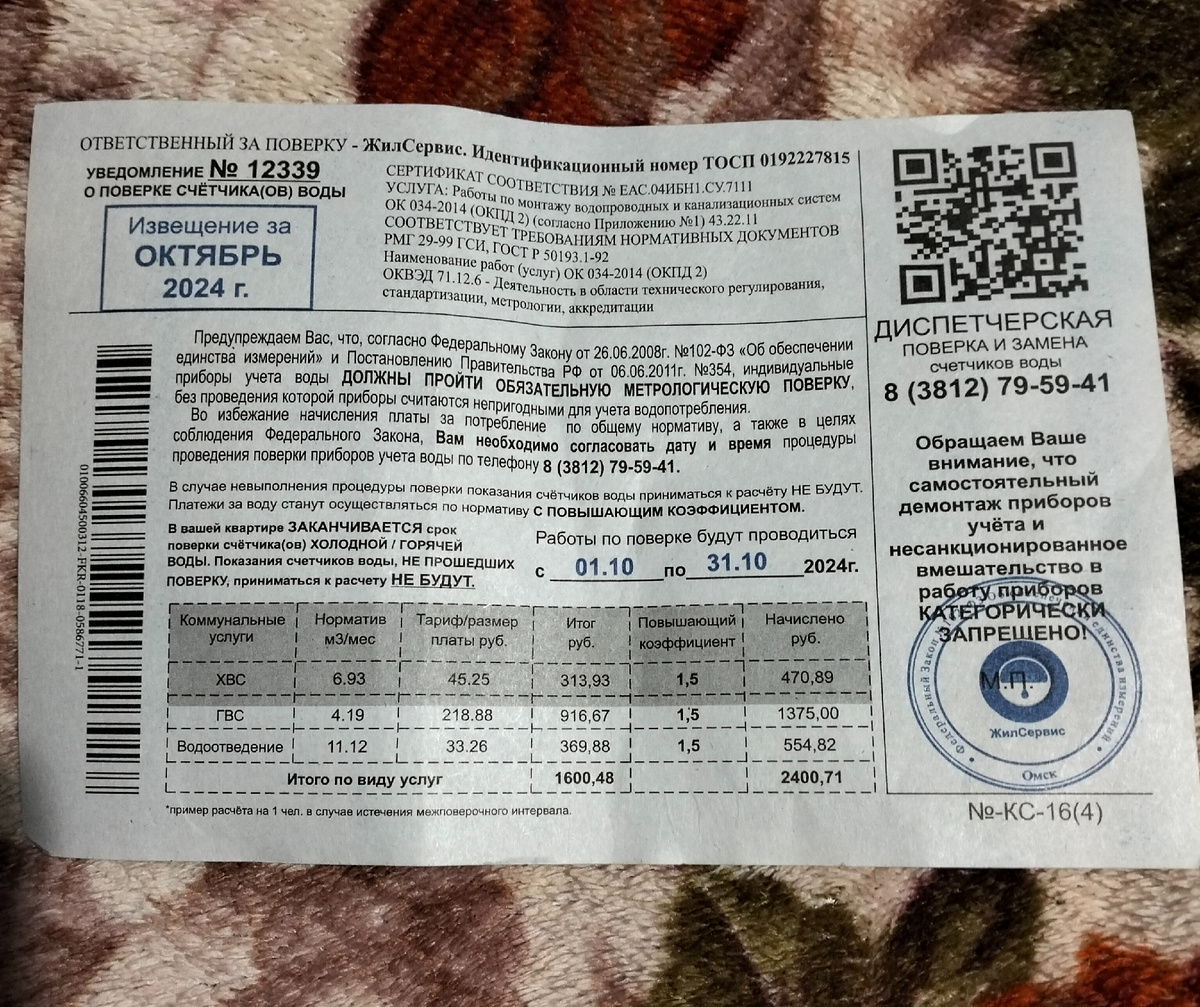 ОТВЕТСТВЕННЫЙ ЗА ПОВЕРКУ - ЖилСервис. Идентификационный номер ТОСП 0192227815
УВЕДОМЛЕНИЕ № 12339
О ПОВЕРКЕ СЧЁТЧИКА(ОВ) ВОДЫ
Извещение за
ОКТЯБРЬ
2024 г.
СЕРТИФИКАТ СООТВЕТСТВИЯ № ЕАС.04ИБН1.СУ.7111
УСЛУГА: Работы по монтажу водопроводных и канализационных систем
ОК 034-2014 (ОКПД 2) (согласно Приложению №1) 43.22.11
СООТВЕТСТВУЕТ ТРЕБОВАНИЯМ НОРМАТИВНЫХ ДОКУМЕНТОВ
РМГ 29-99 ГСИ, ГОСТ Р 50193.1-92
Наименование работ (услуг) ОК 034-2014 (ОКПД 2)
ОКВЭД 71.12.6 - Деятельность в области технического регулирования,
стандартизации, метрологии, аккредитации
Предупреждаем Вас, что, согласно Федеральному Закону от 26.06.2008г. №102-ФЗ «Об обеспечении
единства измерений» и Постановлению Правительства РФ от 06.06.2011г. №354, индивидуальные
приборы учета воды ДОЛЖНЫ ПРОЙТИ ОБЯЗАТЕЛЬНУЮ МЕТРОЛОГИЧЕСКУЮ ПОВЕРКУ,
без проведения которой приборы считаются непригодными для учета водопотребления.
Во избежание начисления платы за потребление по общему нормативу, а также в целях
соблюдения Федерального Закона, Вам необходимо согласовать дату и время процедуры
проведения поверки приборов учета воды по телефону 8 (3812) 79-59-41.
В случае невыполнения процедуры поверки показания счётчиков воды приниматься к расчёту НЕ БУДУТ.
Платежи за воду станут осуществляться по нормативу С ПОВЫШАЮЩИМ КОЭФФИЦИЕНТОМ.
В вашей квартире ЗАКАНЧИВАЕТСЯ срок
поверки счётчика(ов) ХОЛОДНОЙ / ГОРЯЧЕЙ
ВОДЫ. Показания счетчиков воды, НЕ ПРОШЕДШИХ
ПОВЕРКУ, приниматься к расчету НЕ БУДУТ.
Работы по поверке будут проводиться
с 01.10 по 31.10 2024г.
Коммунальные услуги Норматив м3/мес Тариф/размер платы руб. Итог руб. Повышающий коэффициент Начислено руб.
ХВС 6.93 45.25 313,93 1,5 470,89
ГВС 4.19 218.88 916,67 1,5 1375,00
Водоотведение 11.12 33.26 369,88 1,5 554,82
Итого по виду услуг 1600,48 2400,71
*пример расчёта на 1 чел. в случае истечения межповерочного интервала.
ДИСПЕТЧЕРСКАЯ
ПОВЕРКА И ЗАМЕНА
счетчиков воды
8 (3812) 79-59-41
Обращаем Ваше
внимание, что
самостоятельный
демонтаж приборов
учёта и
несанкционированное
вмешательство в
работу приборов
КАТЕГОРИЧЕСКИ
ЗАПРЕЩЕНО!
М.П.
ЖилСервис
Омск
Федеральный Закон единства измерений
№-КС-16(4)